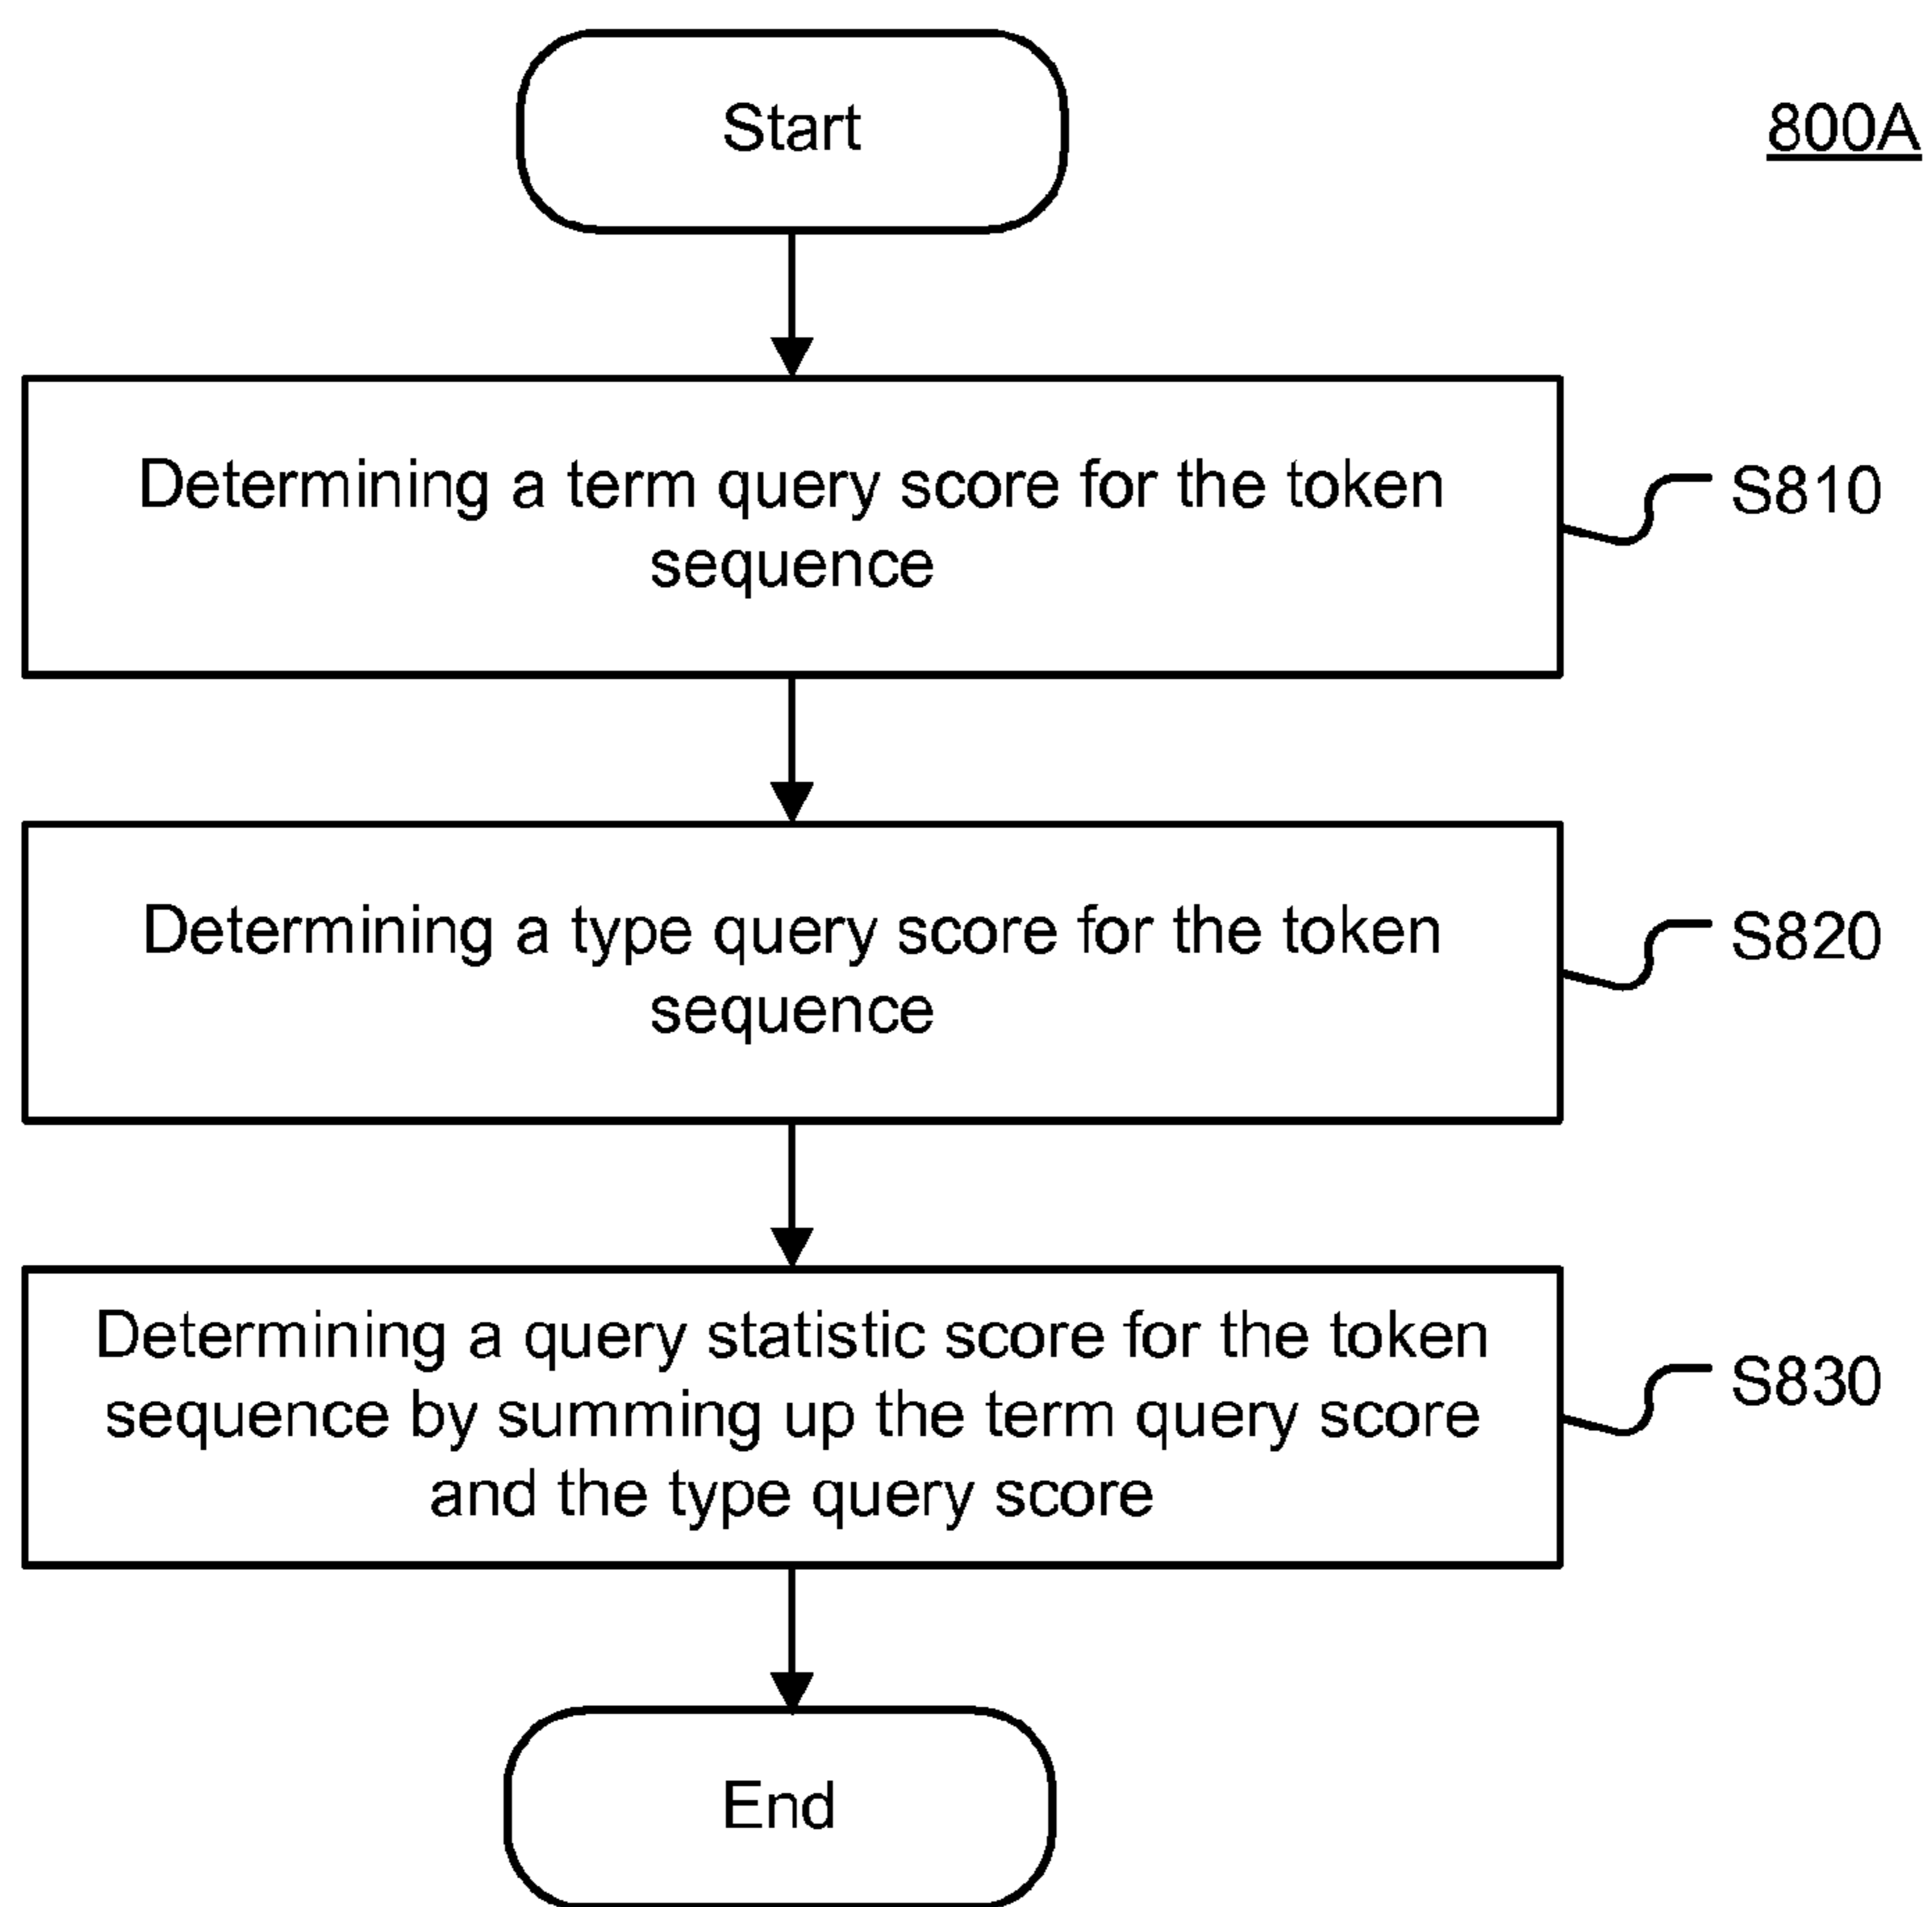 Start
800A
Determining a term query score for the token
sequence
S810
Determining a type query score for the token
sequence
S820
Determining a query statistic score for the token
sequence by summing up the term query score
and the type query score
S830
End